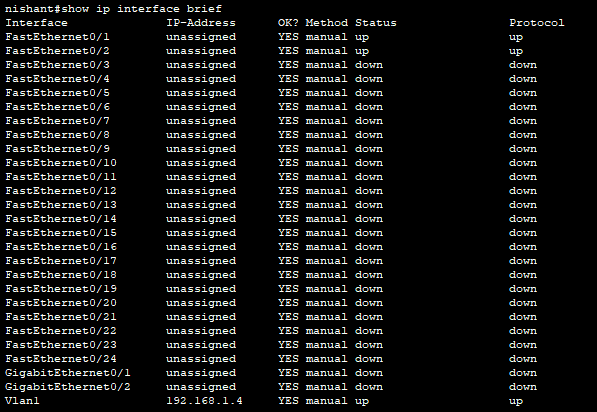 nishant#show ip interface brief
Interface IP-Address OK? Method Status Protocol
FastEthernet0/1 unassigned YES manual up up
FastEthernet0/2 unassigned YES manual up up
FastEthernet0/3 unassigned YES manual down down
FastEthernet0/4 unassigned YES manual down down
FastEthernet0/5 unassigned YES manual down down
FastEthernet0/6 unassigned YES manual down down
FastEthernet0/7 unassigned YES manual down down
FastEthernet0/8 unassigned YES manual down down
FastEthernet0/9 unassigned YES manual down down
FastEthernet0/10 unassigned YES manual down down
FastEthernet0/11 unassigned YES manual down down
FastEthernet0/12 unassigned YES manual down down
FastEthernet0/13 unassigned YES manual down down
FastEthernet0/14 unassigned YES manual down down
FastEthernet0/15 unassigned YES manual down down
FastEthernet0/16 unassigned YES manual down down
FastEthernet0/17 unassigned YES manual down down
FastEthernet0/18 unassigned YES manual down down
FastEthernet0/19 unassigned YES manual down down
FastEthernet0/20 unassigned YES manual down down
FastEthernet0/21 unassigned YES manual down down
FastEthernet0/22 unassigned YES manual down down
FastEthernet0/23 unassigned YES manual down down
FastEthernet0/24 unassigned YES manual down down
GigabitEthernet0/1 unassigned YES manual down down
GigabitEthernet0/2 unassigned YES manual down down
Vlan1 192.168.1.4 YES manual up up